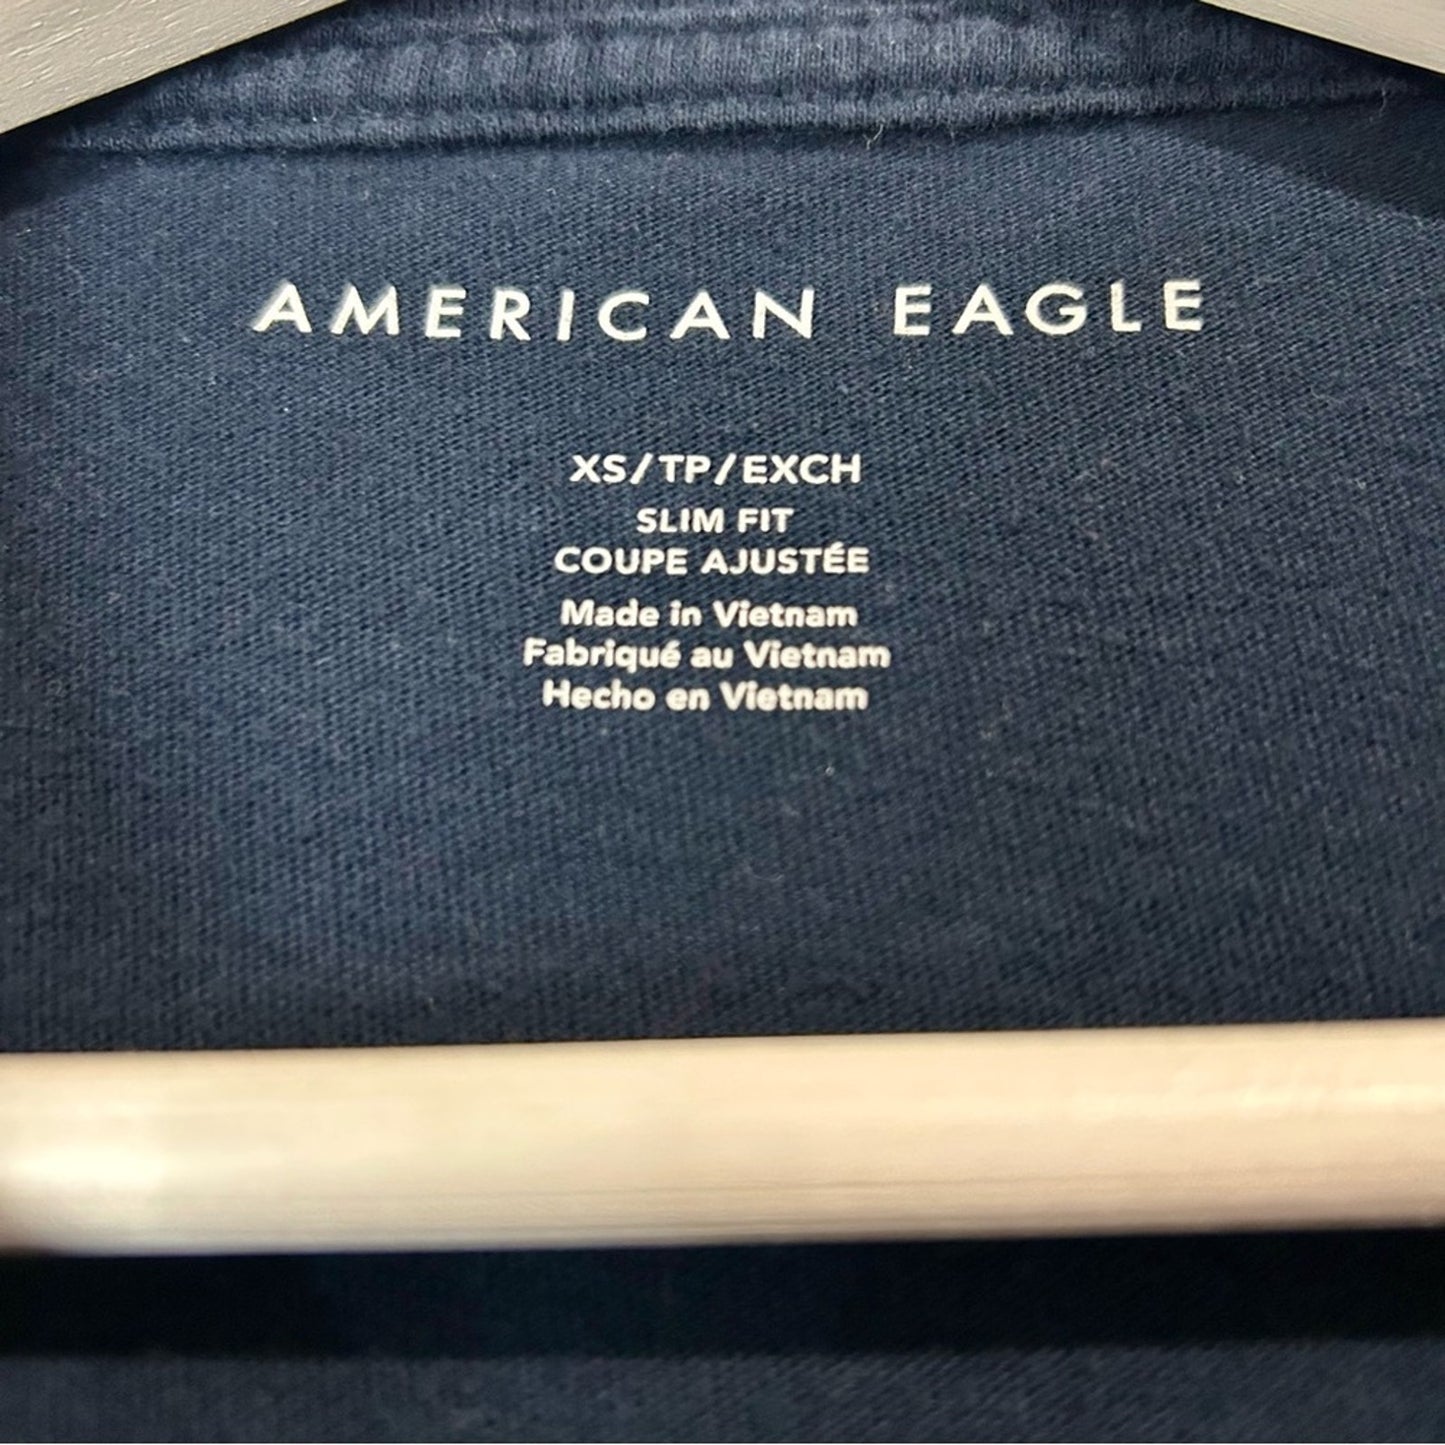 AMERICAN EAGLE
XS/TP/EXCH
SLIM FIT
COUPE AJUSTÉE
Made in Vietnam
Fabriqué au Vietnam
Hecho en Vietnam